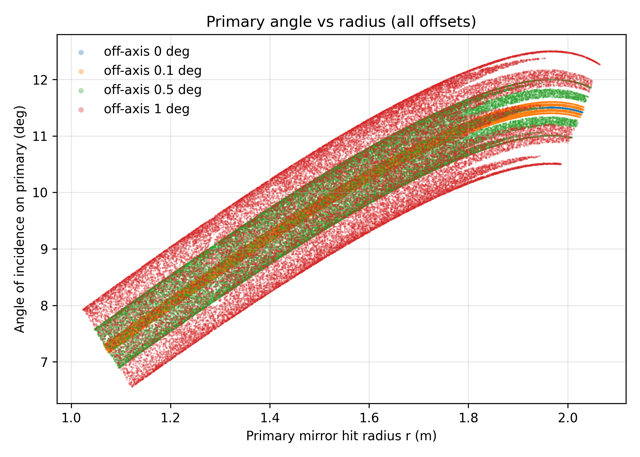 Primary angle vs radius (all offsets)
off-axis 0 deg
off-axis 0.1 deg
off-axis 0.5 deg
off-axis 1 deg
Angle of incidence on primary (deg)
12
11
10
9
8
7
1.0 1.2 1.4 1.6 1.8 2.0
Primary mirror hit radius r (m)